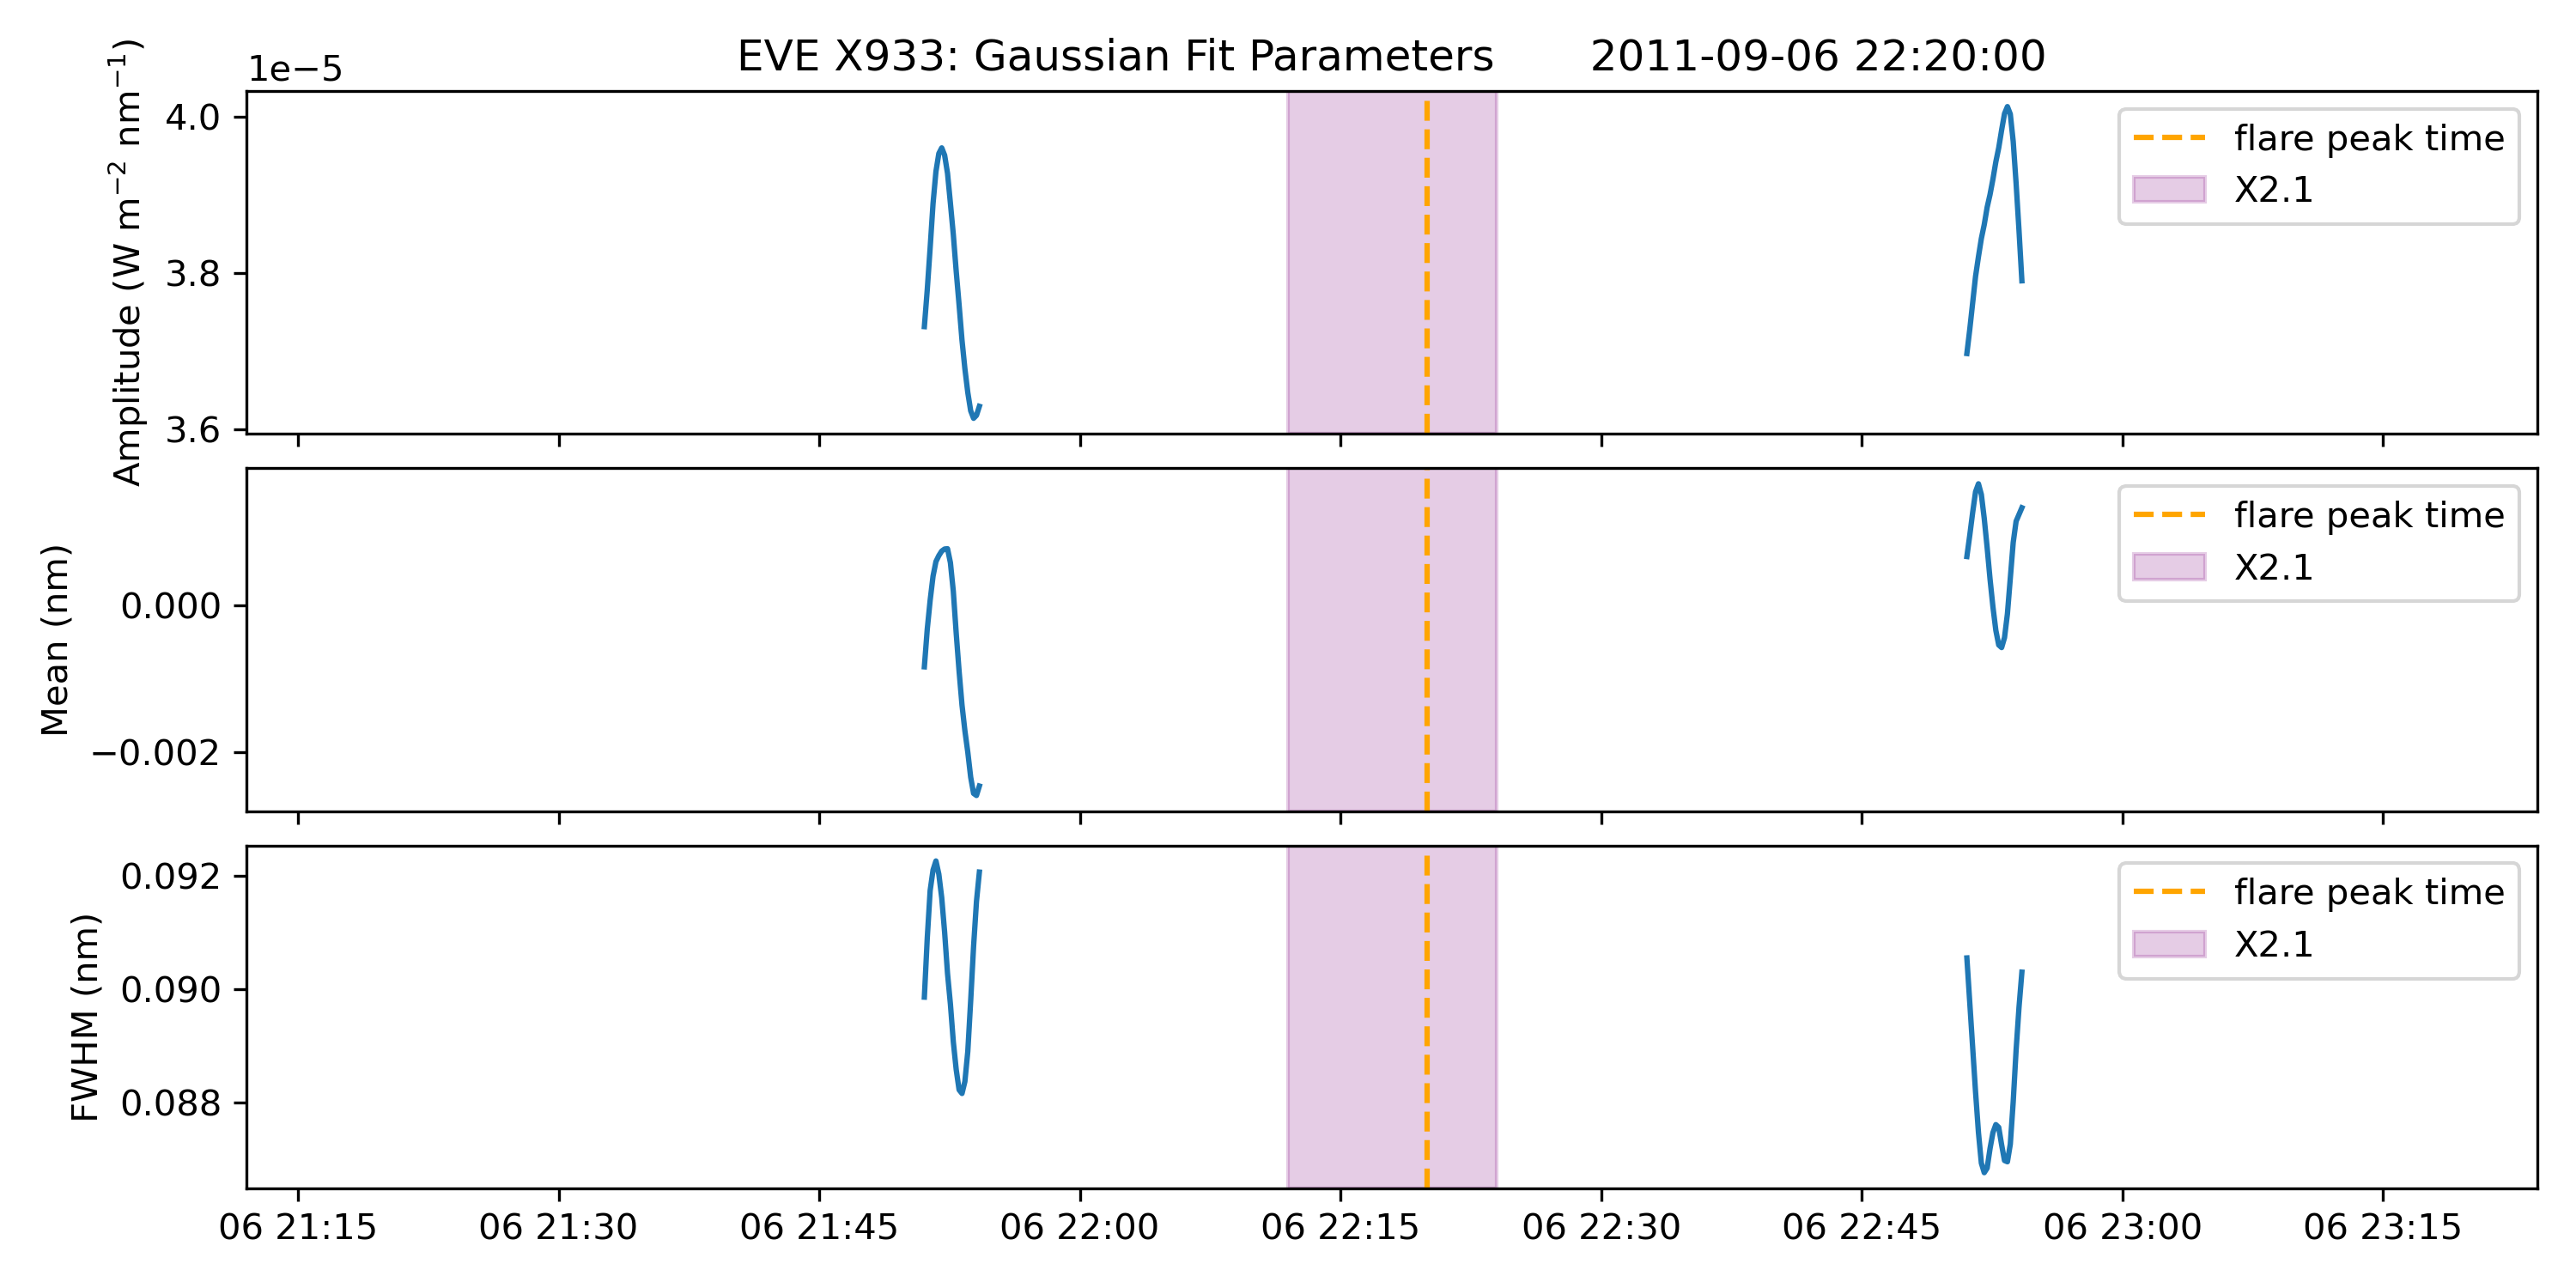 EVE X933: Gaussian Fit Parameters 2011-09-06 22:20:00
1e−5
Amplitude (W m⁻² nm⁻¹)
4.0
3.8
3.6
flare peak time
X2.1
Mean (nm)
0.000
−0.002
flare peak time
X2.1
FWHM (nm)
0.092
0.090
0.088
flare peak time
X2.1
06 21:15 06 21:30 06 21:45 06 22:00 06 22:15 06 22:30 06 22:45 06 23:00 06 23:15